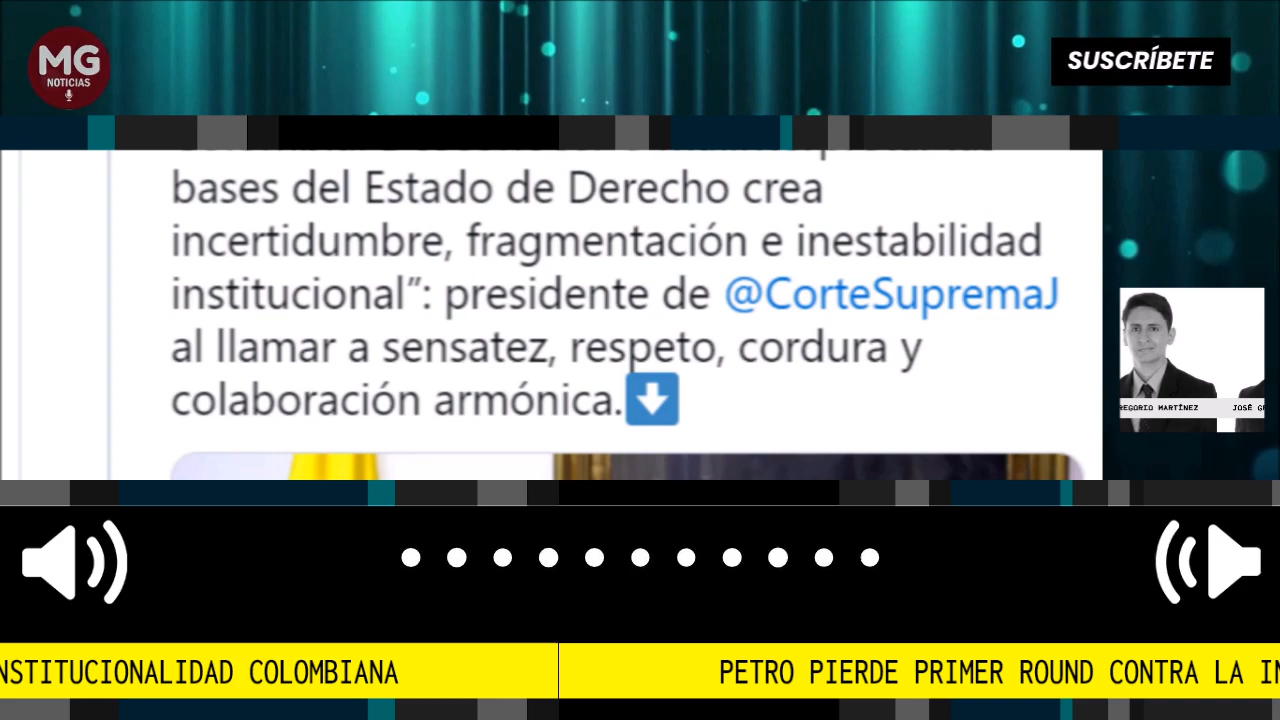 MG
NOTICIAS
SUSCRÍBETE
bases del Estado de Derecho crea
incertidumbre, fragmentación e inestabilidad
institucional”: presidente de @CorteSupremaJ
al llamar a sensatez, respeto, cordura y
colaboración armónica.
REGORIO MARTÍNEZ JOSÉ G
NSTITUCIONALIDAD COLOMBIANA PETRO PIERDE PRIMER ROUND CONTRA LA IN